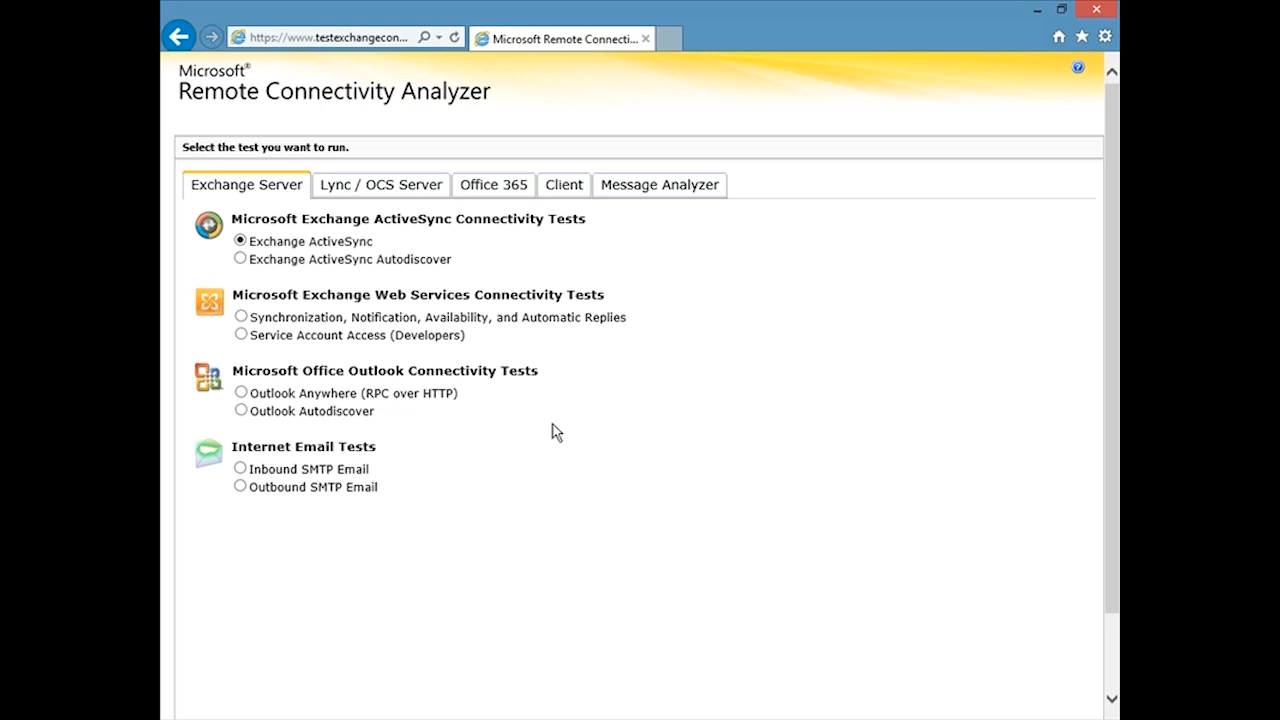 https://www.testexchangecon...
Microsoft Remote Connecti...
Microsoft®
Remote Connectivity Analyzer
Select the test you want to run.
Exchange Server
Lync / OCS Server
Office 365
Client
Message Analyzer
Microsoft Exchange ActiveSync Connectivity Tests
Exchange ActiveSync
Exchange ActiveSync Autodiscover
Microsoft Exchange Web Services Connectivity Tests
Synchronization, Notification, Availability, and Automatic Replies
Service Account Access (Developers)
Microsoft Office Outlook Connectivity Tests
Outlook Anywhere (RPC over HTTP)
Outlook Autodiscover
Internet Email Tests
Inbound SMTP Email
Outbound SMTP Email